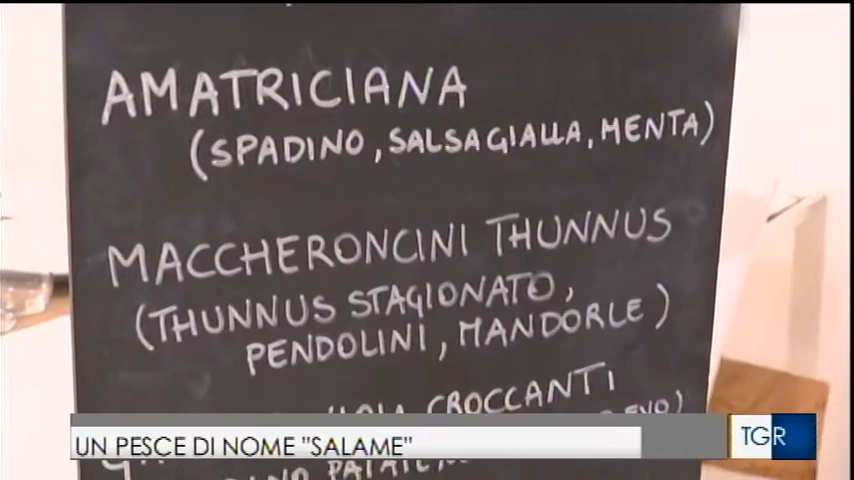 AMATRICIANA
(SPADINO, SALSA GIALLA, MENTA)
MACCHERONCINI THUNNUS
(THUNNUS STAGIONATO,
PENDOLINI, MANDORLE)
CROCCANTI
UN PESCE DI NOME "SALAME"
TGR